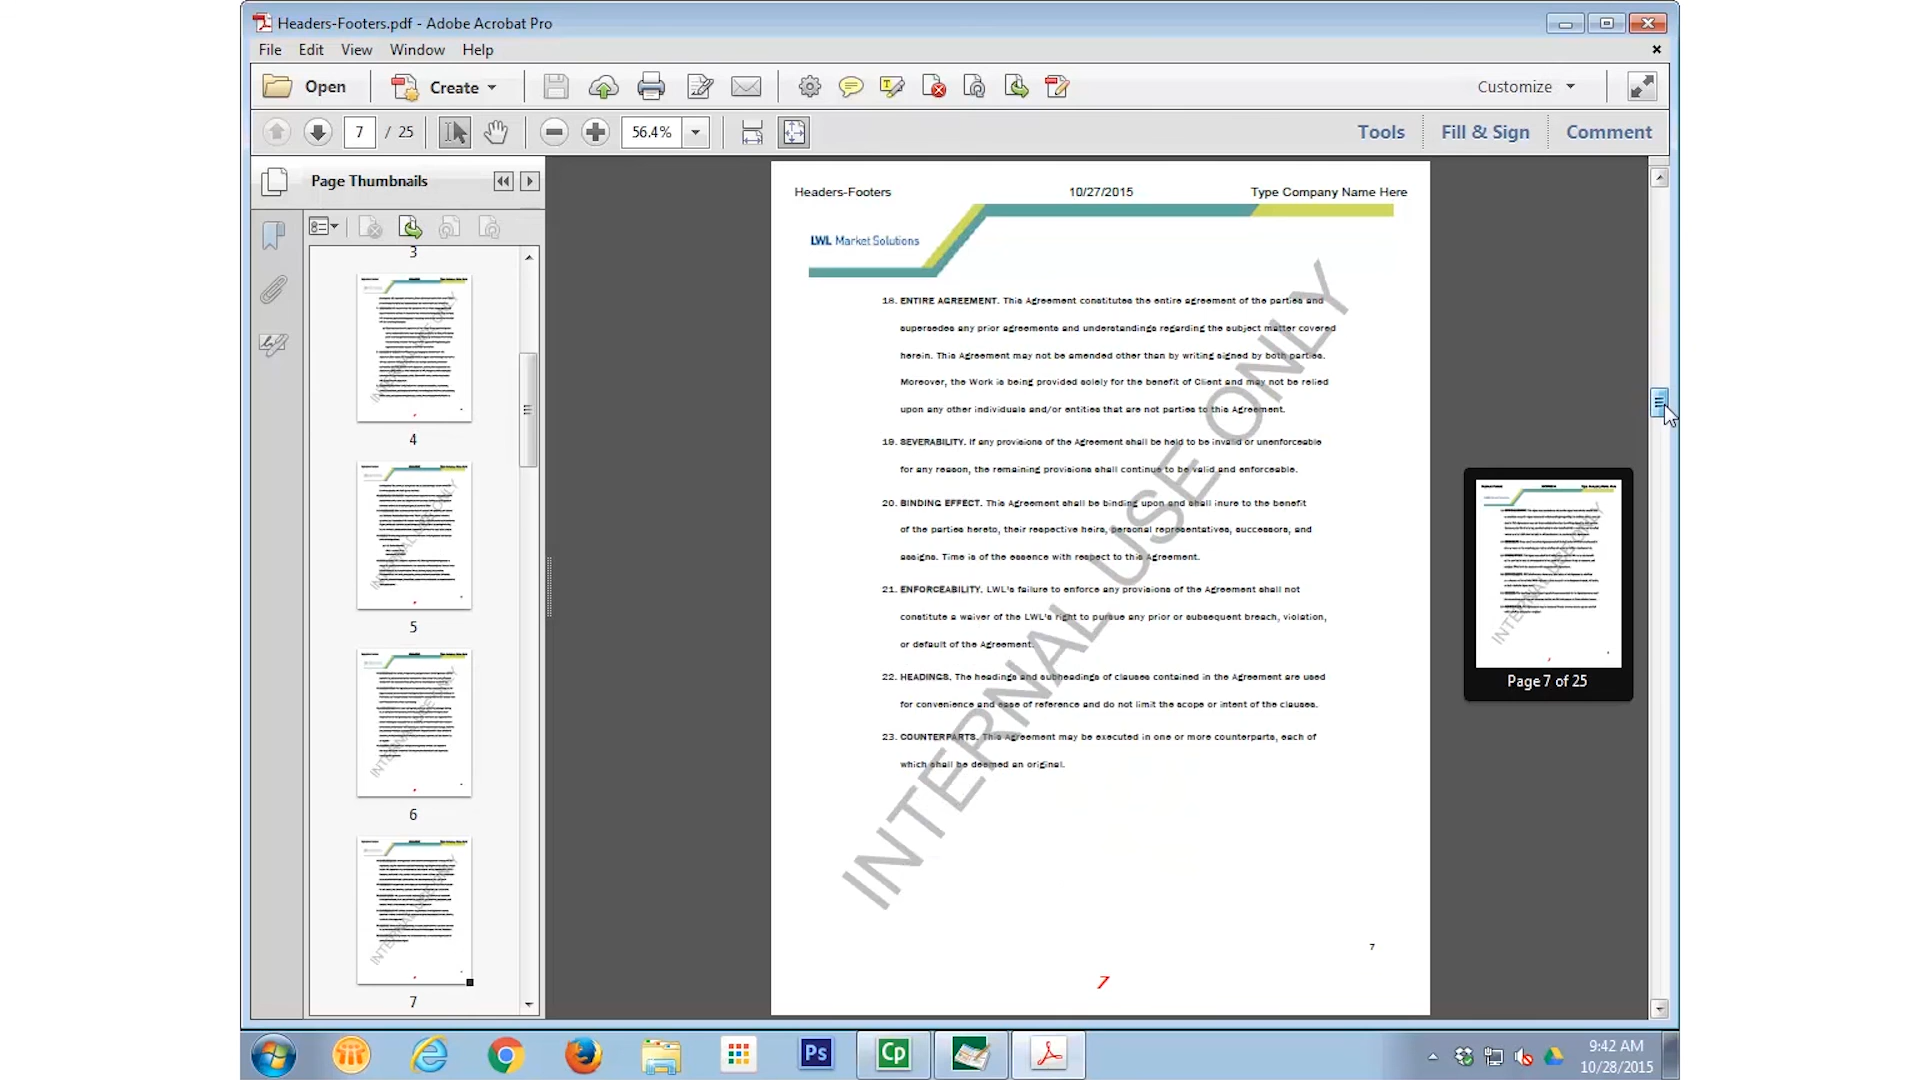 Headers-Footers.pdf - Adobe Acrobat Pro
File Edit View Window Help
Open Create Customize
7 / 25 56.4% Tools Fill & Sign Comment
Page Thumbnails
3
4
5
6
7
Headers-Footers 10/27/2015 Type Company Name Here
LWL Market Solutions
18. ENTIRE AGREEMENT. This Agreement constitutes the entire agreement of the parties and
supersedes any prior agreements and understandings regarding the subject matter covered
herein. This Agreement may not be amended other than by writing signed by both parties.
Moreover, the Work is being provided solely for the benefit of Client and may not be relied
upon any other individuals and/or entities that are not parties to this Agreement.
19. SEVERABILITY. If any provisions of the Agreement shall be held to be invalid or unenforceable
for any reason, the remaining provisions shall continue to be valid and enforceable.
20. BINDING EFFECT. This Agreement shall be binding upon and shall inure to the benefit
of the parties hereto, their respective heirs, personal representatives, successors, and
assigns. Time is of the essence with respect to this Agreement.
21. ENFORCEABILITY. LWL's failure to enforce any provisions of the Agreement shall not
constitute a waiver of the LWL's right to pursue any prior or subsequent breach, violation,
or default of the Agreement.
22. HEADINGS. The headings and subheadings of clauses contained in the Agreement are used
for convenience and ease of reference and do not limit the scope or intent of the clauses.
23. COUNTERPARTS. This Agreement may be executed in one or more counterparts, each of
which shall be deemed an original.
INTERNAL USE ONLY
7
7
Page 7 of 25
Ps
Cp
9:42 AM
10/28/2015